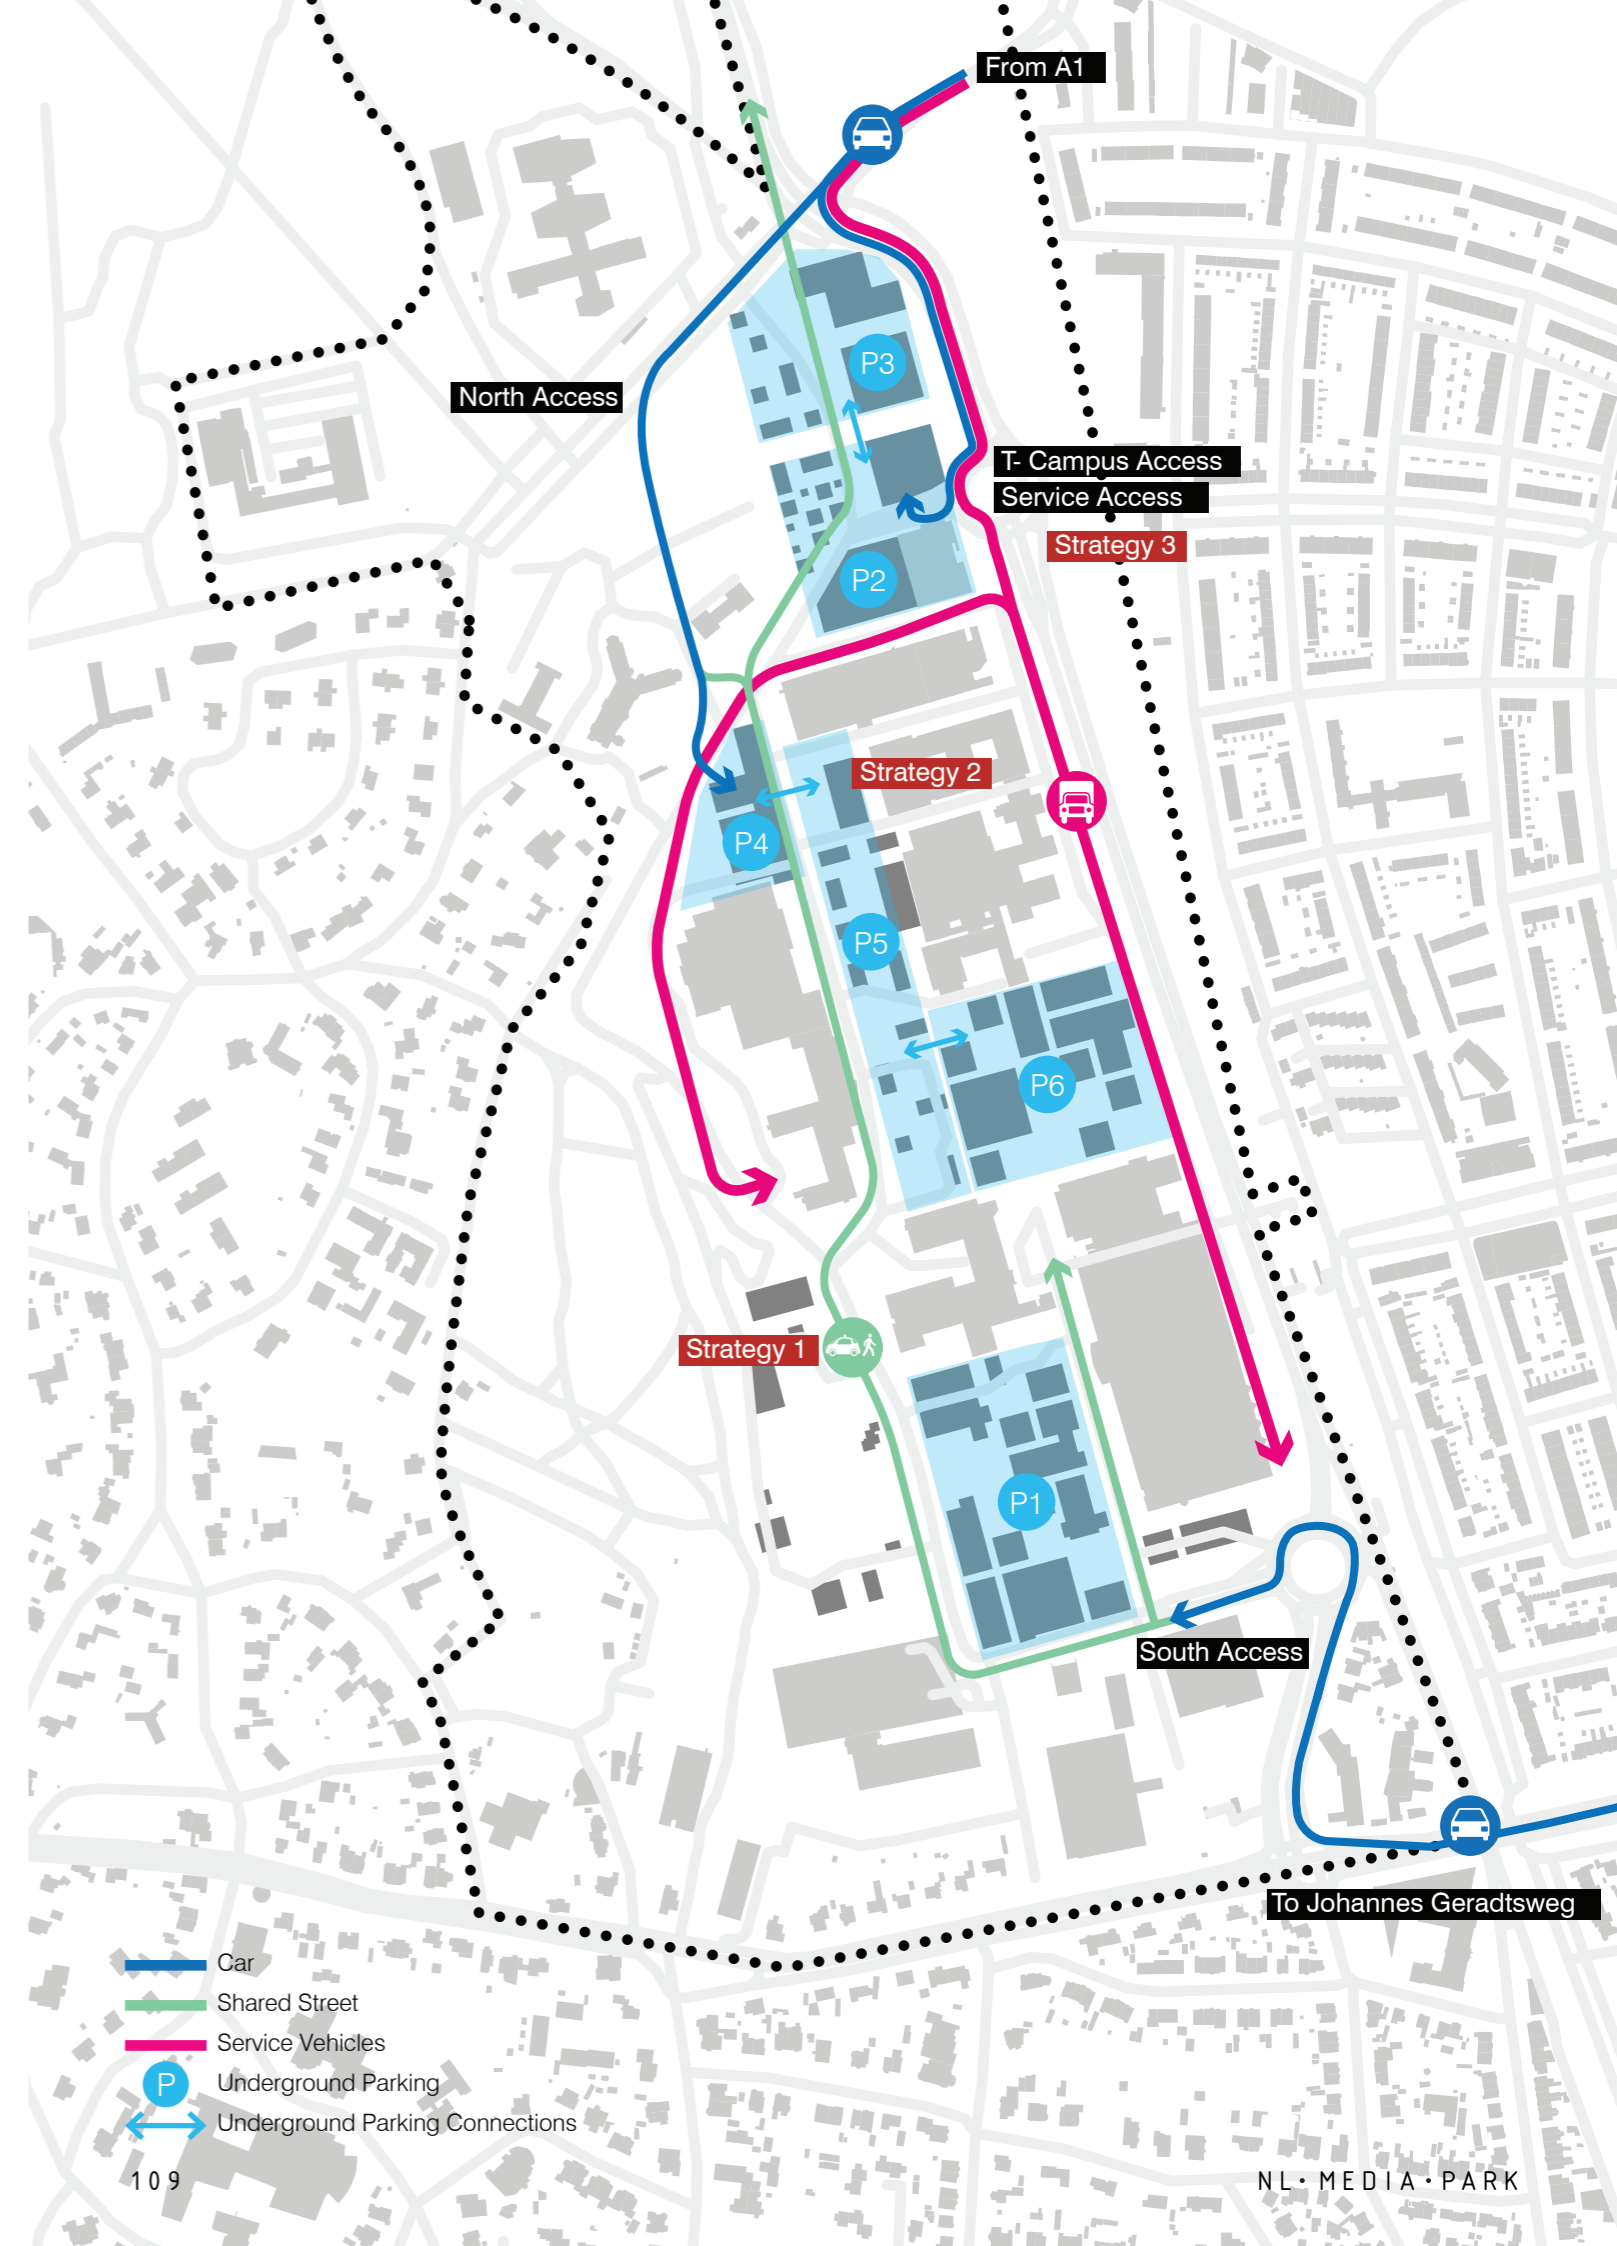 From A1
P3
North Access
T- Campus Access
Service Access
Strategy 3
P2
Strategy 2
P4
P5
P6
Strategy 1
P1
South Access
To Johannes Geradtsweg
Car
Shared Street
Service Vehicles
P Underground Parking
Underground Parking Connections
109
NL·MEDIA·PARK